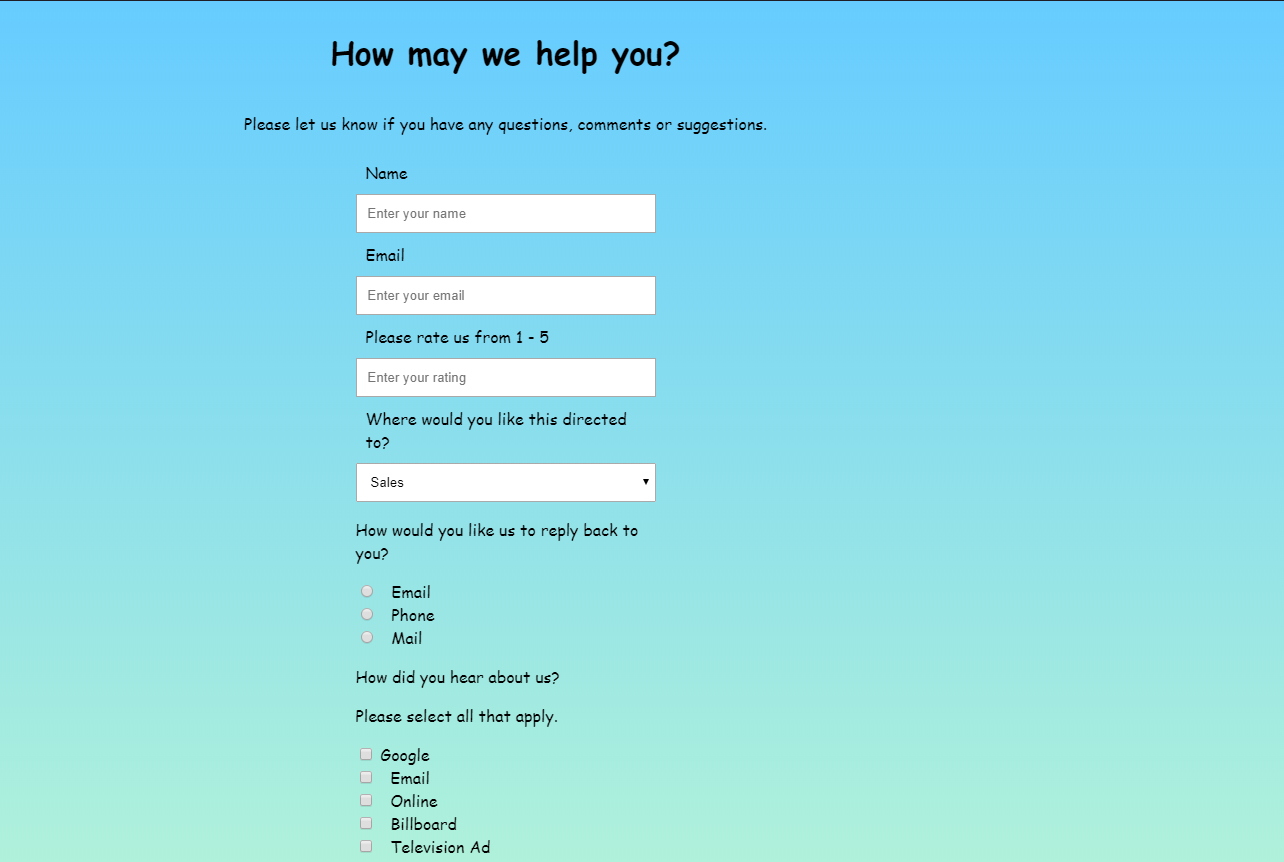 How may we help you?
Please let us know if you have any questions, comments or suggestions.
Name
Enter your name
Email
Enter your email
Please rate us from 1 - 5
Enter your rating
Where would you like this directed
to?
Sales
How would you like us to reply back to
you?
Email
Phone
Mail
How did you hear about us?
Please select all that apply.
Google
Email
Online
Billboard
Television Ad